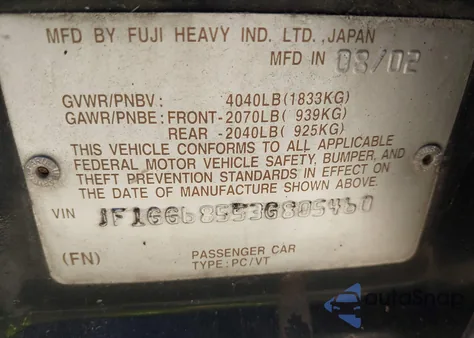 MFD BY FUJI HEAVY IND. LTD.,JAPAN
MFD IN 08/02
GVWR/PNBV: 4040LB(1833KG)
GAWR/PNBE: FRONT-2070LB( 939KG)
REAR -2040LB( 925KG)
THIS VEHICLE CONFORMS TO ALL APPLICABLE
FEDERAL MOTOR VEHICLE SAFETY, BUMPER, AND
THEFT PREVENTION STANDARDS IN EFFECT ON
THE DATE OF MANUFACTURE SHOWN ABOVE.
VIN JF1GG68553G805460
(FN)
PASSENGER CAR
TYPE:PC/VT
AutoSnap